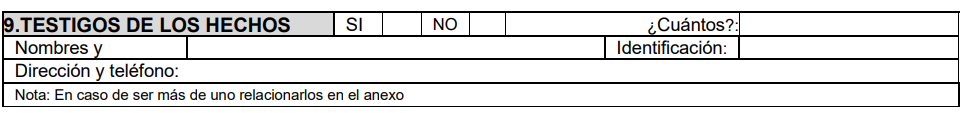 9.TESTIGOS DE LOS HECHOS SI NO ¿Cuántos?:
Nombres y Identificación:
Dirección y teléfono:
Nota: En caso de ser más de uno relacionarlos en el anexo